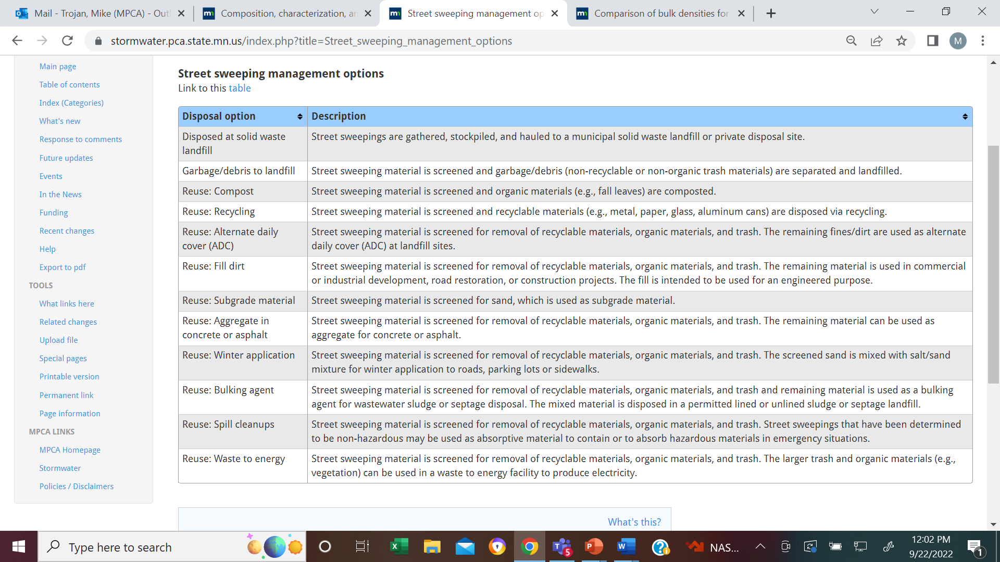 Mail - Trojan, Mike (MPCA) - Outl
Composition, characterization, an
Street sweeping management op
Comparison of bulk densities for
stormwater.pca.state.mn.us/index.php?title=Street_sweeping_management_options
M
Main page
Table of contents
Index (Categories)
What's new
Response to comments
Future updates
Events
In the News
Funding
Recent changes
Help
Export to pdf
TOOLS
What links here
Related changes
Upload file
Special pages
Printable version
Permanent link
Page information
MPCA LINKS
MPCA Homepage
Stormwater
Policies / Disclaimers
Street sweeping management options
Link to this table
Disposal option Description
Disposed at solid waste landfill Street sweepings are gathered, stockpiled, and hauled to a municipal solid waste landfill or private disposal site.
Garbage/debris to landfill Street sweeping material is screened and garbage/debris (non-recyclable or non-organic trash materials) are separated and landfilled.
Reuse: Compost Street sweeping material is screened and organic materials (e.g., fall leaves) are composted.
Reuse: Recycling Street sweeping material is screened and recyclable materials (e.g., metal, paper, glass, aluminum cans) are disposed via recycling.
Reuse: Alternate daily
cover (ADC)
Street sweeping material is screened for removal of recyclable materials, organic materials, and trash. The remaining fines/dirt are used as alternate
daily cover (ADC) at landfill sites.
Reuse: Fill dirt
Street sweeping material is screened for removal of recyclable materials, organic materials, and trash. The remaining material is used in commercial
or industrial development, road restoration, or construction projects. The fill is intended to be used for an engineered purpose.
Reuse: Subgrade material Street sweeping material is screened for sand, which is used as subgrade material.
Reuse: Aggregate in
concrete or asphalt
Street sweeping material is screened for removal of recyclable materials, organic materials, and trash. The remaining material can be used as
aggregate for concrete or asphalt.
Reuse: Winter application
Street sweeping material is screened for removal of recyclable materials, organic materials, and trash. The screened sand is mixed with salt/sand
mixture for winter application to roads, parking lots or sidewalks.
Reuse: Bulking agent
Street sweeping material is screened for removal of recyclable materials, organic materials, and trash and remaining material is used as a bulking
agent for wastewater sludge or septage disposal. The mixed material is disposed in a permitted lined or unlined sludge or septage landfill.
Reuse: Spill cleanups
Street sweeping material is screened for removal of recyclable materials, organic materials, and trash. Street sweepings that have been determined
to be non-hazardous may be used as absorptive material to contain or to absorb hazardous materials in emergency situations.
Reuse: Waste to energy
Street sweeping material is screened for removal of recyclable materials, organic materials, and trash. The larger trash and organic materials (e.g.,
vegetation) can be used in a waste to energy facility to produce electricity.
What's this?
Type here to search
5
NAS...
12:02 PM
9/22/2022
1